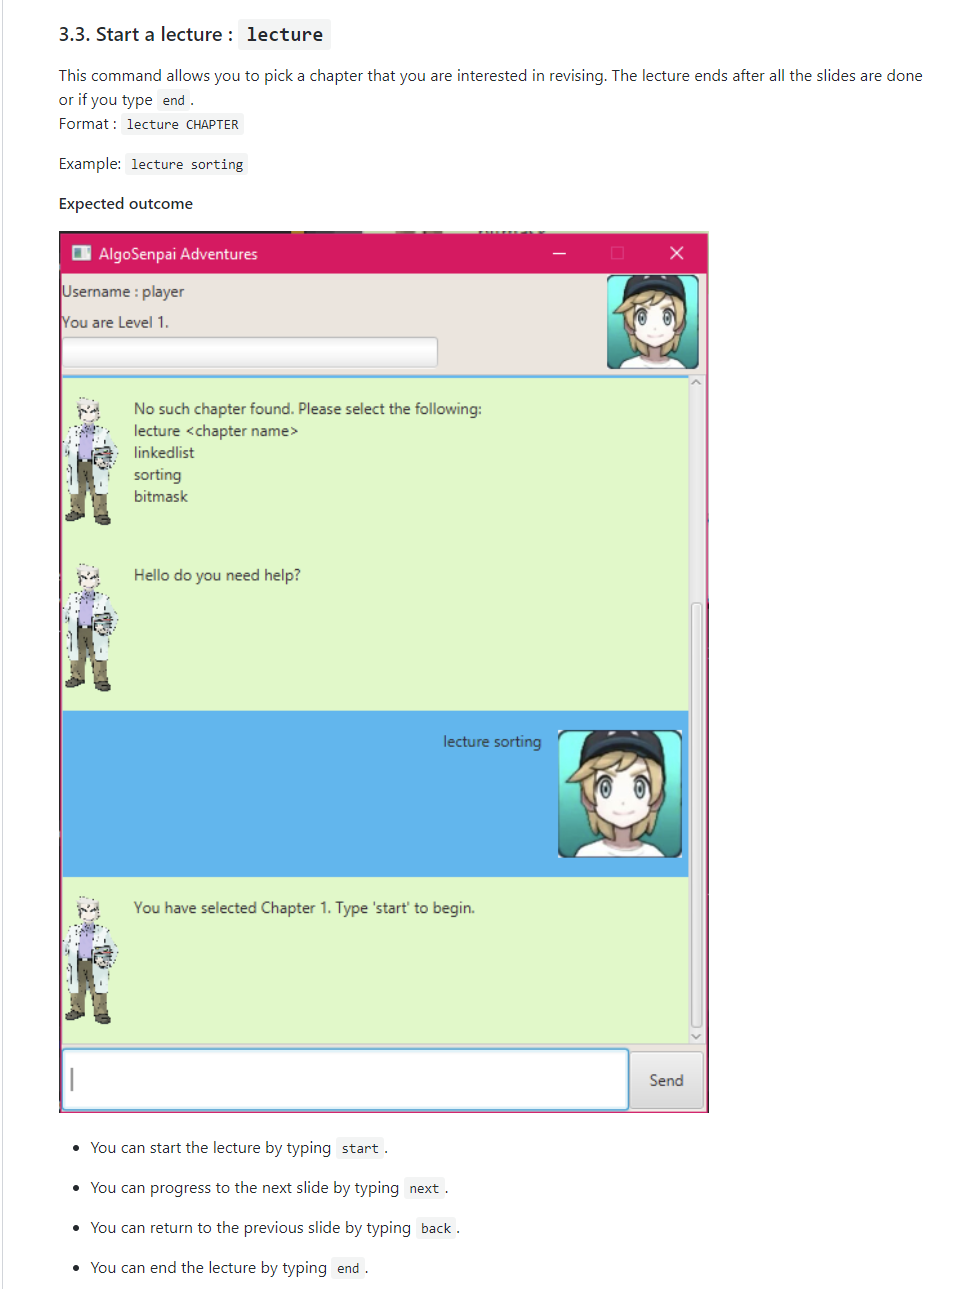 3.3. Start a lecture : lecture
This command allows you to pick a chapter that you are interested in revising. The lecture ends after all the slides are done
or if you type end .
Format : lecture CHAPTER
Example: lecture sorting
Expected outcome
AlgoSenpai Adventures
Username : player
You are Level 1.
No such chapter found. Please select the following:
lecture <chapter name>
linkedlist
sorting
bitmask
Hello do you need help?
lecture sorting
You have selected Chapter 1. Type 'start' to begin.
Send
• You can start the lecture by typing start .
• You can progress to the next slide by typing next .
• You can return to the previous slide by typing back .
• You can end the lecture by typing end .